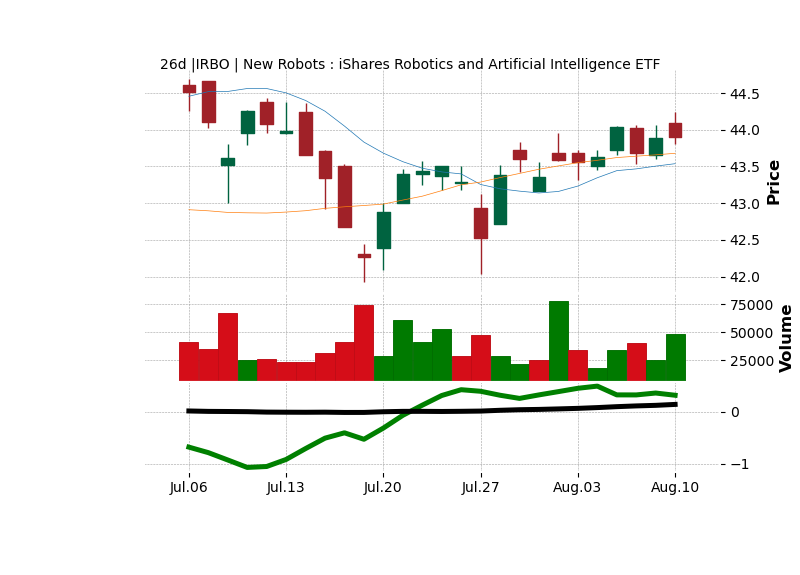 26d |IRBO | New Robots : iShares Robotics and Artificial Intelligence ETF
44.5
44.0
43.5
43.0
42.5
42.0
Price
75000
50000
25000
Volume
0
−1
Jul.06 Jul.13 Jul.20 Jul.27 Aug.03 Aug.10